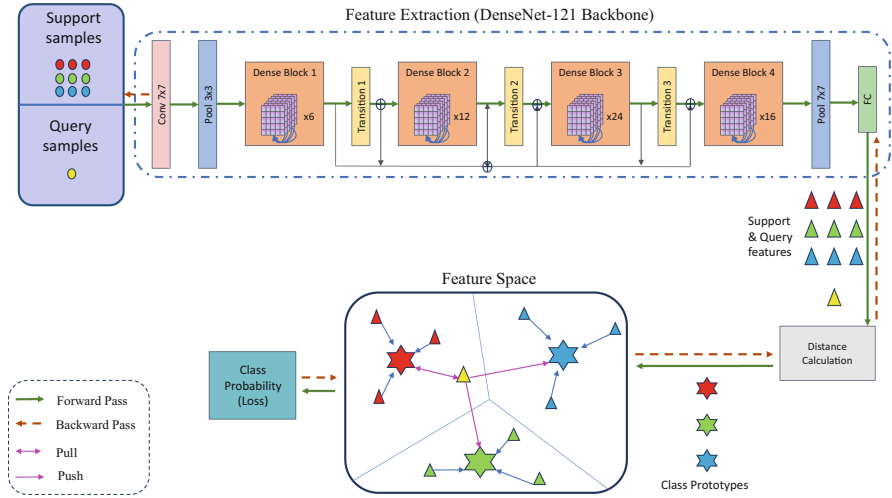 Feature Extraction (DenseNet-121 Backbone)
Support
samples
Query
samples
Conv 7x7
Pool 3x3
Dense Block 1
x6
Transition 1
Dense Block 2
x12
Transition 2
Dense Block 3
x24
Transition 3
Dense Block 4
x16
Pool 7x7
FC
Support
& Query
features
Feature Space
Class
Probability
(Loss)
Distance
Calculation
Forward Pass
Backward Pass
Pull
Push
Class Prototypes